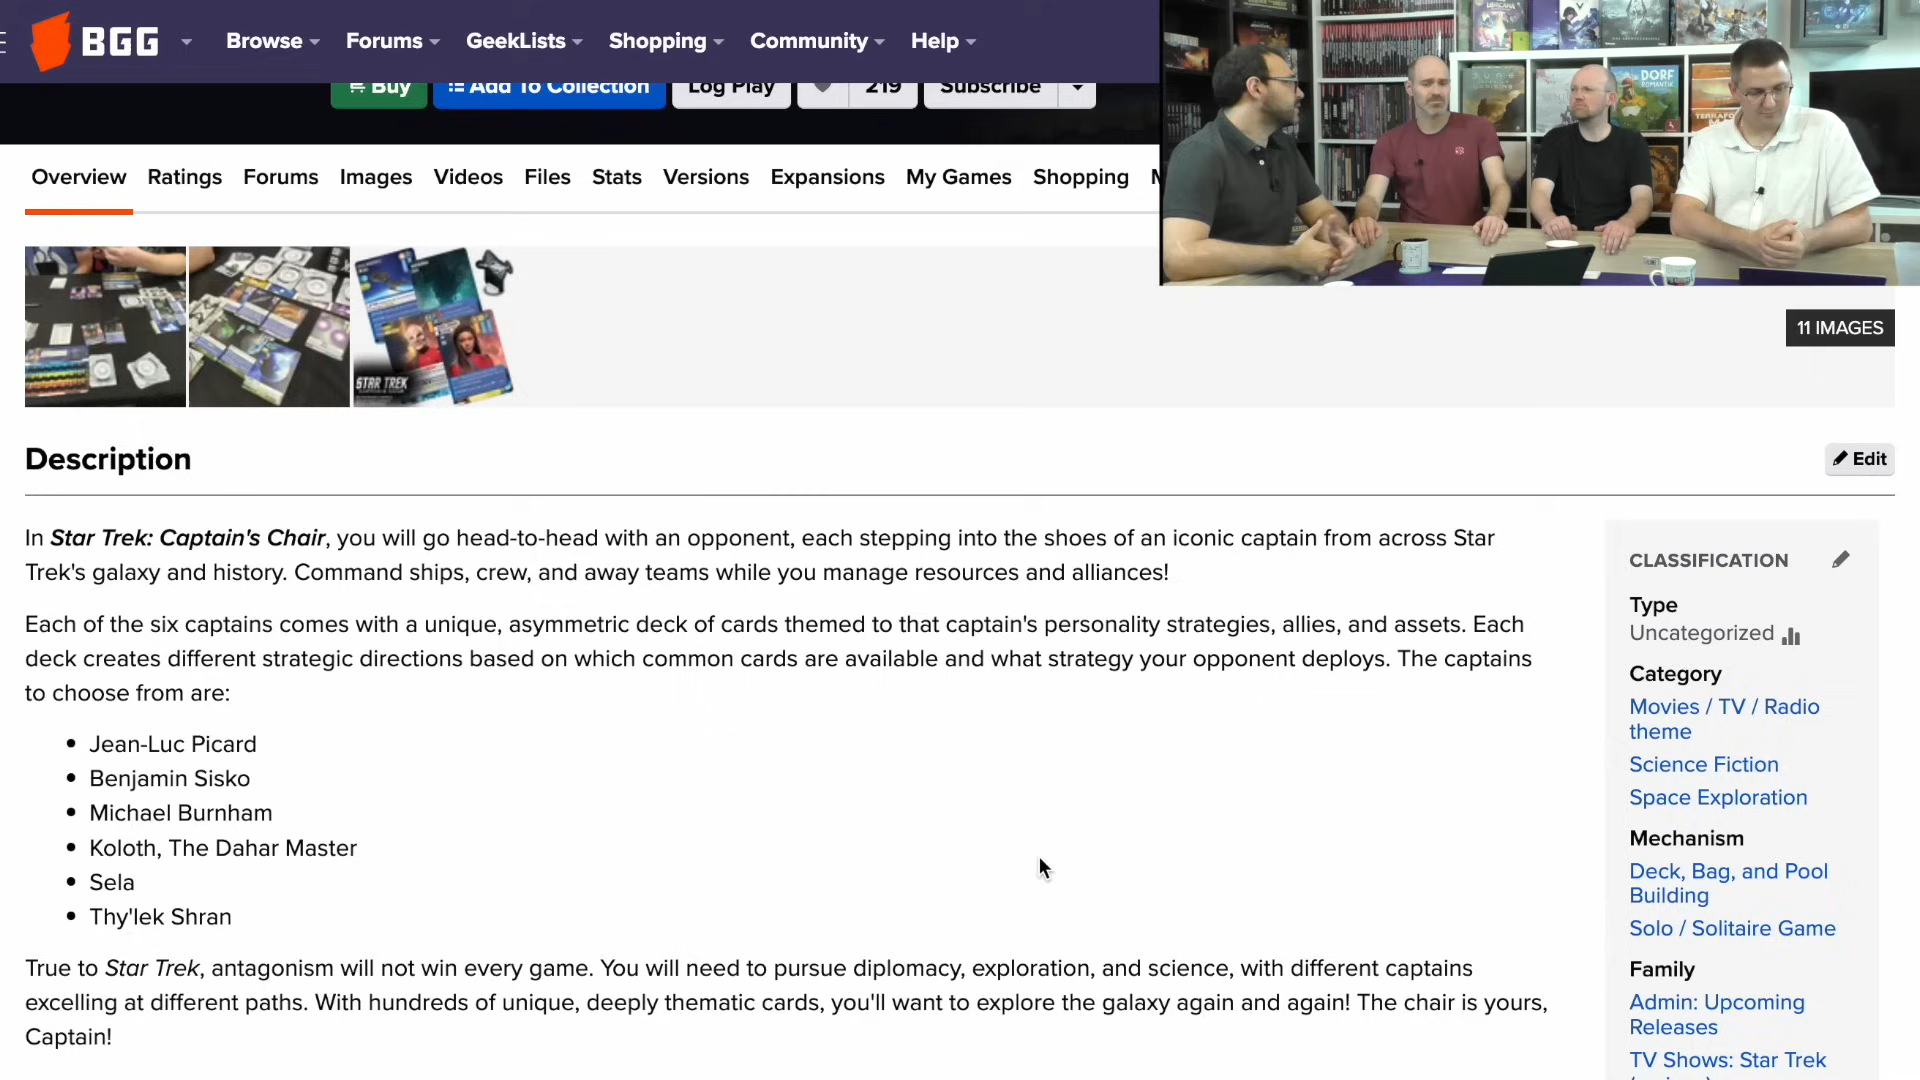 BGG Browse Forums GeekLists Shopping Community Help
Buy Add To Collection Log Play 219 Subscribe
Overview Ratings Forums Images Videos Files Stats Versions Expansions My Games Shopping
DORF
ROMANTIK
STAR TREK
11 IMAGES
Description
Edit
In Star Trek: Captain's Chair, you will go head-to-head with an opponent, each stepping into the shoes of an iconic captain from across Star
Trek's galaxy and history. Command ships, crew, and away teams while you manage resources and alliances!
Each of the six captains comes with a unique, asymmetric deck of cards themed to that captain's personality strategies, allies, and assets. Each
deck creates different strategic directions based on which common cards are available and what strategy your opponent deploys. The captains
to choose from are:
• Jean-Luc Picard
• Benjamin Sisko
• Michael Burnham
• Koloth, The Dahar Master
• Sela
• Thy'lek Shran
True to Star Trek, antagonism will not win every game. You will need to pursue diplomacy, exploration, and science, with different captains
excelling at different paths. With hundreds of unique, deeply thematic cards, you'll want to explore the galaxy again and again! The chair is yours,
Captain!
CLASSIFICATION
Type
Uncategorized
Category
Movies / TV / Radio
theme
Science Fiction
Space Exploration
Mechanism
Deck, Bag, and Pool
Building
Solo / Solitaire Game
Family
Admin: Upcoming
Releases
TV Shows: Star Trek